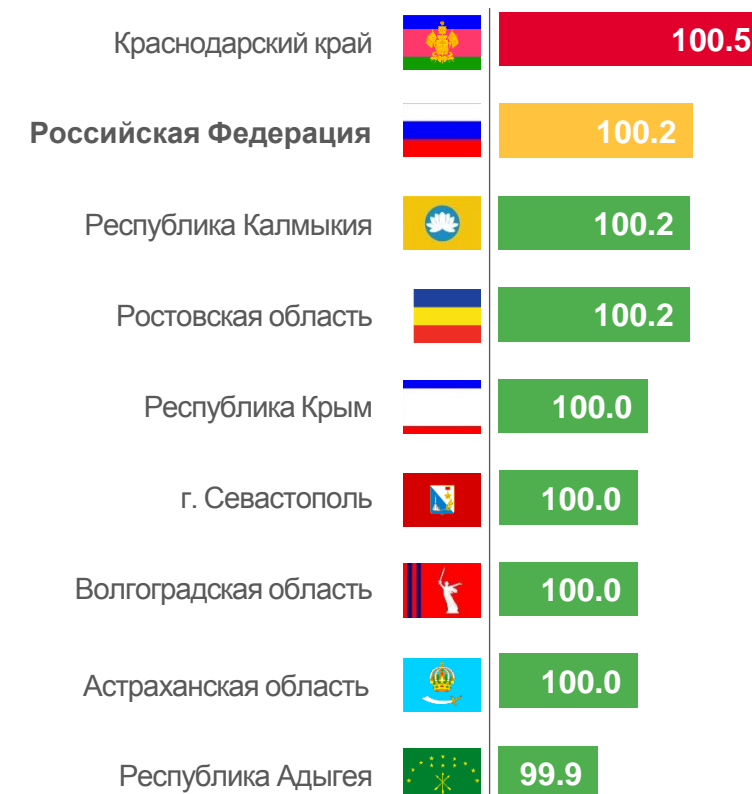 Краснодарский край 100.5
Российская Федерация 100.2
Республика Калмыкия 100.2
Ростовская область 100.2
Республика Крым 100.0
г. Севастополь 100.0
Волгоградская область 100.0
Астраханская область 100.0
Республика Адыгея 99.9